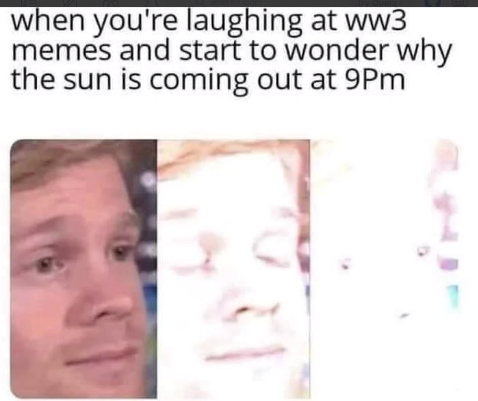 when you're laughing at ww3
memes and start to wonder why
the sun is coming out at 9Pm